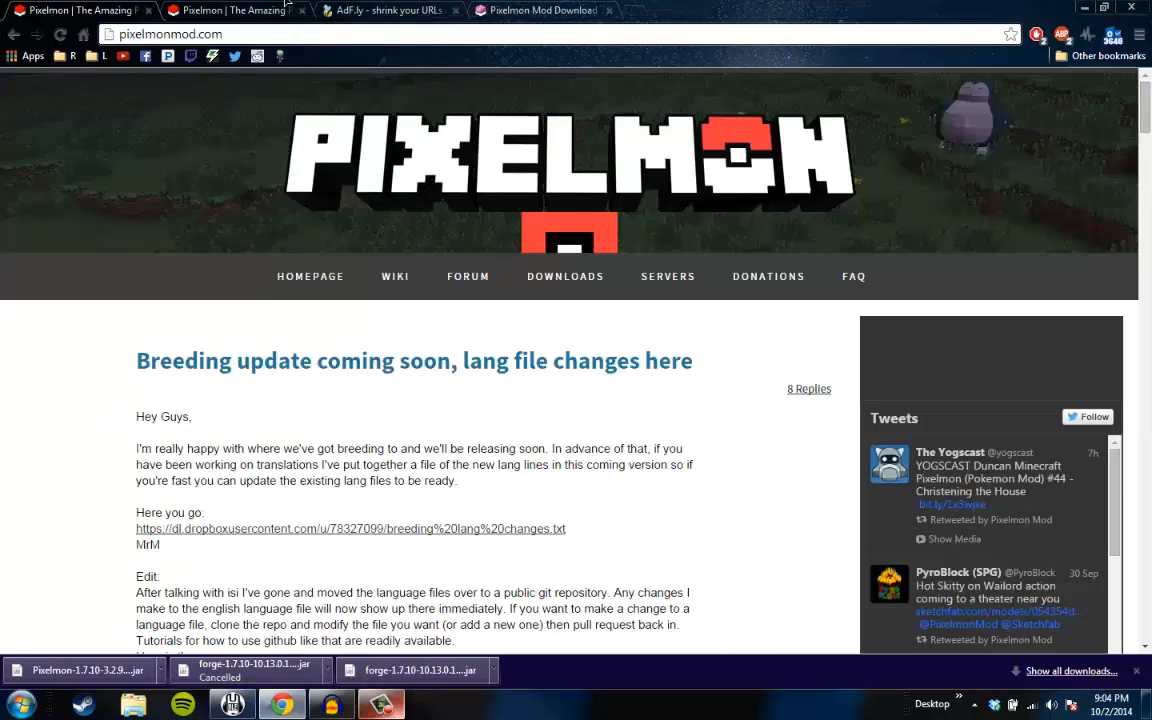 Pixelmon | The Amazing P
Pixelmon | The Amazing P
AdF.ly - shrink your URLs
Pixelmon Mod Download
pixelmonmod.com
ABP
2
2
3648
Apps
R
L
Other bookmarks
PIXELMON
HOMEPAGE
WIKI
FORUM
DOWNLOADS
SERVERS
DONATIONS
FAQ
Breeding update coming soon, lang file changes here
8 Replies
Hey Guys,
I'm really happy with where we've got breeding to and we'll be releasing soon. In advance of that, if you
have been working on translations I've put together a file of the new lang lines in this coming version so if
you're fast you can update the existing lang files to be ready.
Here you go:
https://dl.dropboxusercontent.com/u/78327099/breeding%20lang%20changes.txt
MrM
Edit:
After talking with isi I've gone and moved the language files over to a public git repository. Any changes I
make to the english language file will now show up there immediately. If you want to make a change to a
language file, clone the repo and modify the file you want (or add a new one) then pull request back in.
Tutorials for how to use github like that are readily available.
Tweets
Follow
The Yogscast @yogscast 7h
YOGSCAST Duncan Minecraft
Pixelmon (Pokemon Mod) #44 -
Christening the House
bit.ly/1x3wjxe
Retweeted by Pixelmon Mod
Show Media
PyroBlock (SPG) @PyroBlock 30 Sep
Hot Skitty on Wailord action
coming to a theater near you
sketchfab.com/models/054354d...
@PixelmonMod @Sketchfab
Retweeted by Pixelmon Mod
Pixelmon-1.7.10-3.2.9....jar
forge-1.7.10-10.13.0.1....jar
Cancelled
forge-1.7.10-10.13.0.1....jar
Show all downloads...
Desktop
9:04 PM
10/2/2014